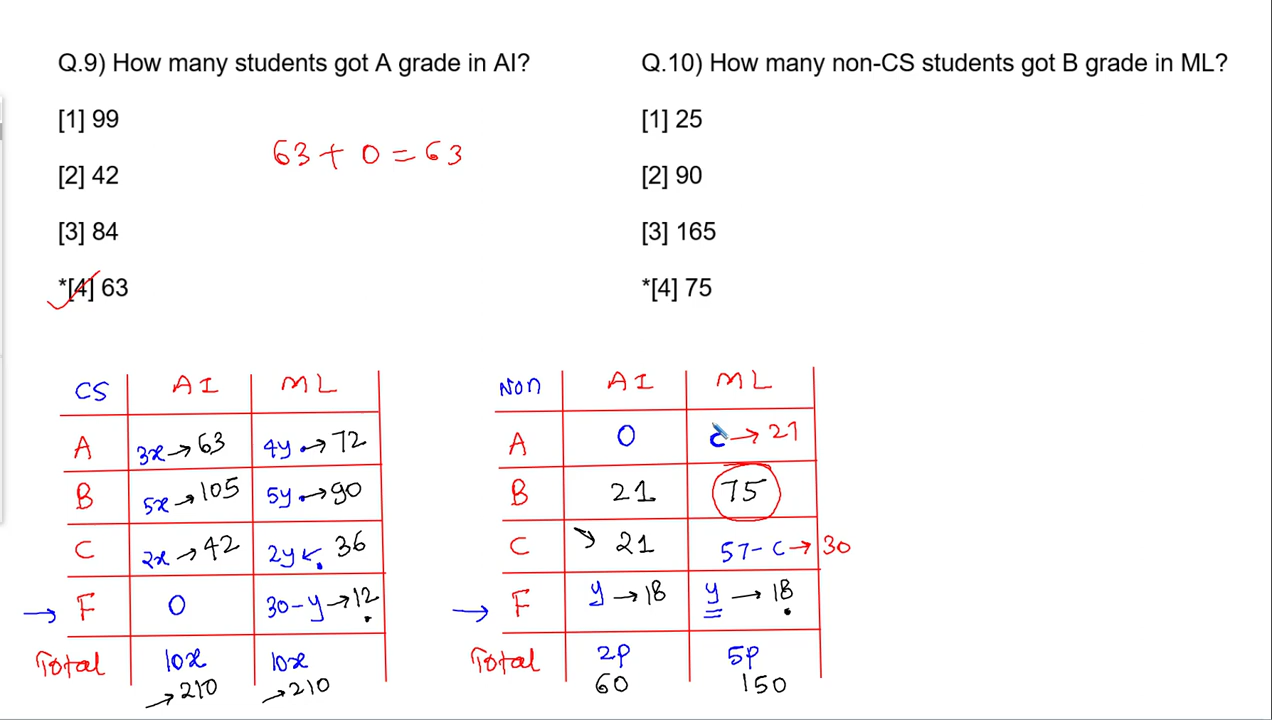 Q.9) How many students got A grade in AI?
[1] 99
63 + 0 = 63
[2] 42
[3] 84
*[4] 63
Q.10) How many non-CS students got B grade in ML?
[1] 25
[2] 90
[3] 165
*[4] 75
CS AI ML
A 3x → 63 4y → 72
B 5x → 105 5y → 90
C 2x → 42 2y ← 36
→ F 0 30 - y → 12
Total 10x 10x
→ 210 → 210
Non AI ML
A 0 c → 27
B 21 75
C → 21 57 - c → 30
→ F y → 18 y → 18
Total 2p 5p
60 150